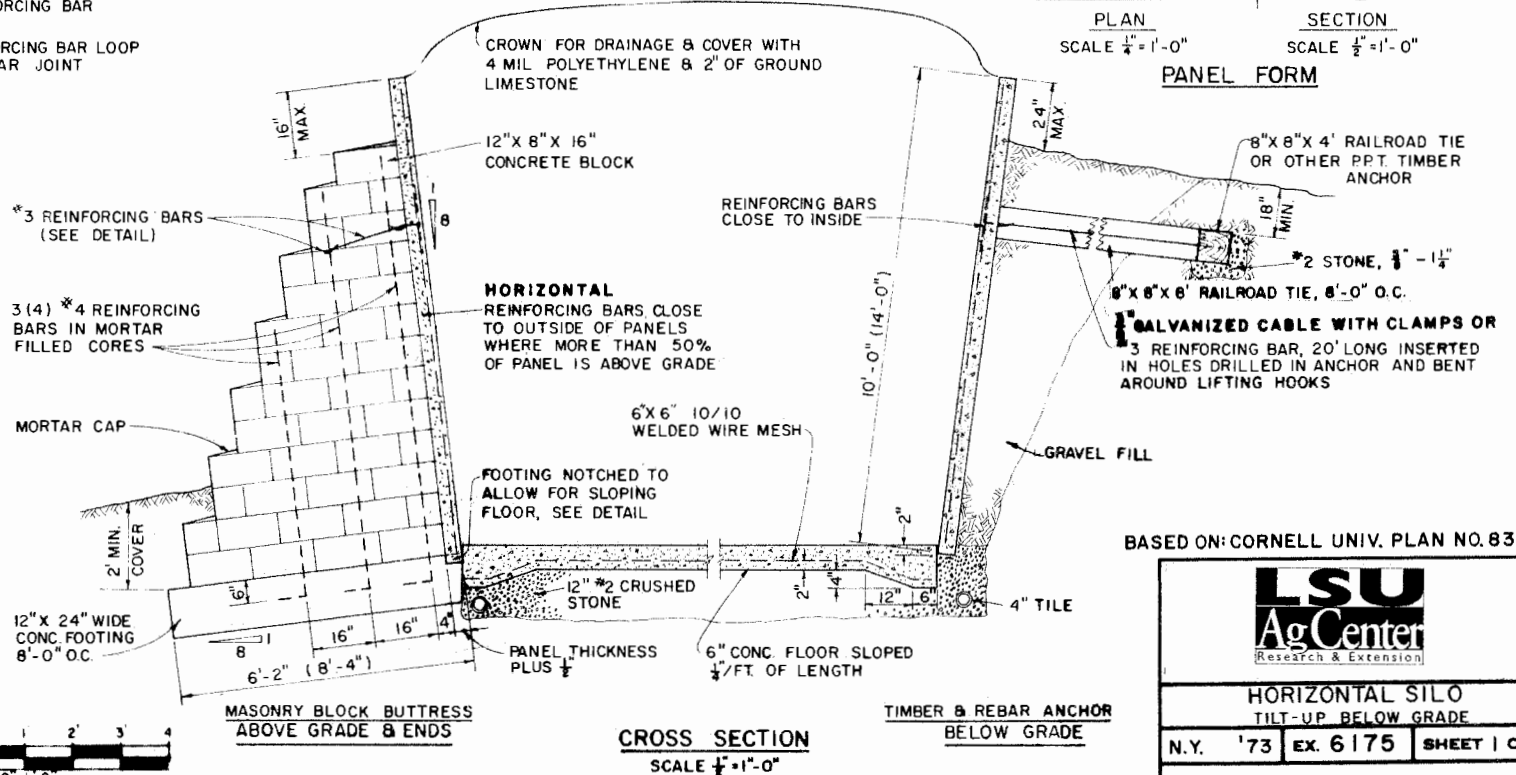 ORCING BAR
ORCING BAR LOOP
AR JOINT
CROWN FOR DRAINAGE & COVER WITH
4 MIL POLYETHYLENE & 2" OF GROUND
LIMESTONE
PLAN
SCALE 1/4" = 1'-0"
SECTION
SCALE 1/2" = 1'-0"
PANEL FORM
16"
MAX.
12" X 8" X 16"
CONCRETE BLOCK
24"
MAX.
8" X 8" X 4' RAILROAD TIE
OR OTHER P.P.T. TIMBER
ANCHOR
#3 REINFORCING BARS
(SEE DETAIL)
1
8
REINFORCING BARS
CLOSE TO INSIDE
18"
MIN.
#2 STONE, - 1 1/4"
3 (4) #4 REINFORCING
BARS IN MORTAR
FILLED CORES
HORIZONTAL
REINFORCING BARS, CLOSE
TO OUTSIDE OF PANELS
WHERE MORE THAN 50%
OF PANEL IS ABOVE GRADE
10'-0" (14'-0")
8" X 8" X 8' RAILROAD TIE, 8'-0" O.C.
GALVANIZED CABLE WITH CLAMPS OR
3 REINFORCING BAR, 20' LONG INSERTED
IN HOLES DRILLED IN ANCHOR AND BENT
AROUND LIFTING HOOKS
MORTAR CAP
6" X 6" 10/10
WELDED WIRE MESH
GRAVEL FILL
FOOTING NOTCHED TO
ALLOW FOR SLOPING
FLOOR, SEE DETAIL
2' MIN.
COVER
2"
6"
12" #2 CRUSHED
STONE
2"
4"
12"
6"
4" TILE
12" X 24" WIDE
CONC. FOOTING
8'-0" O.C.
1
8
16"
16"
4"
6'-2" (8'-4")
PANEL THICKNESS
PLUS 1/2"
6" CONC. FLOOR SLOPED
1/4"/FT. OF LENGTH
MASONRY BLOCK BUTTRESS
ABOVE GRADE & ENDS
TIMBER & REBAR ANCHOR
BELOW GRADE
CROSS SECTION
SCALE = 1"-0"
1 2' 3' 4
BASED ON: CORNELL UNIV. PLAN NO. 83
LSU
AgCenter
Research & Extension
HORIZONTAL SILO
TILT-UP BELOW GRADE
N.Y. '73 EX. 6175 SHEET 1 O